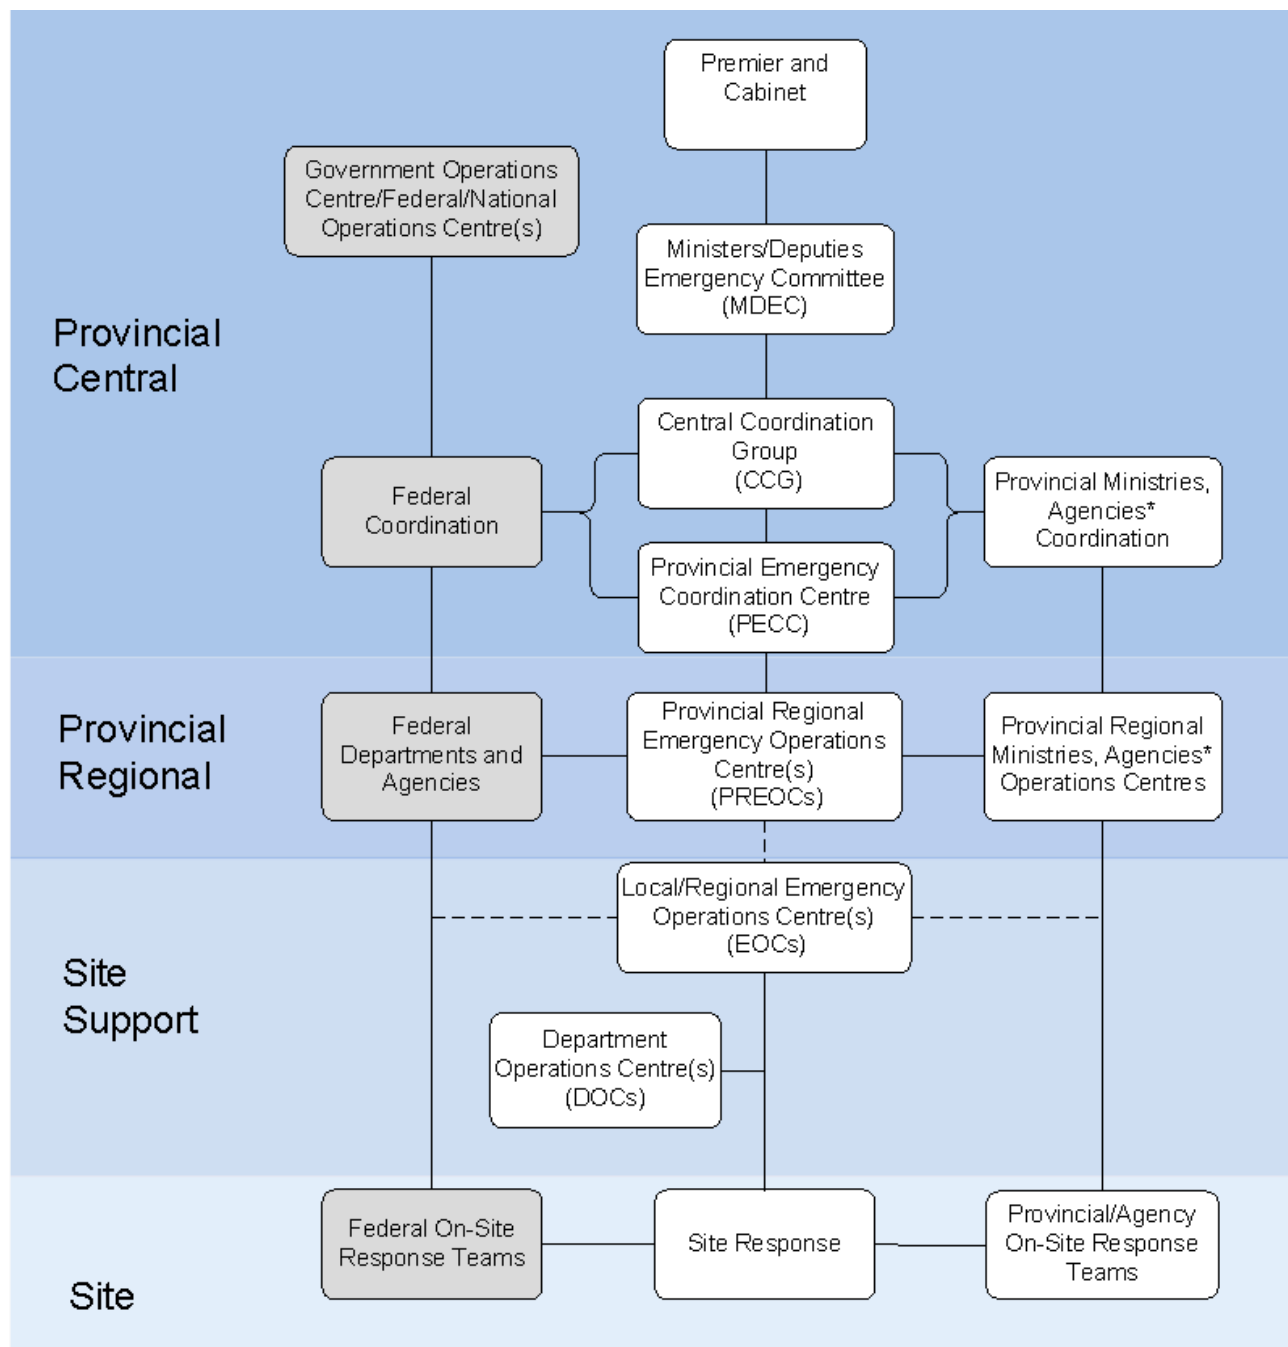 Premier and
Cabinet
Government Operations
Centre/Federal/National
Operations Centre(s)
Ministers/Deputies
Emergency Committee
(MDEC)
Provincial
Central
Central Coordination
Group
(CCG)
Federal
Coordination
Provincial Ministries,
Agencies*
Coordination
Provincial Emergency
Coordination Centre
(PECC)
Provincial
Regional
Federal
Departments and
Agencies
Provincial Regional
Emergency Operations
Centre(s)
(PREOCs)
Provincial Regional
Ministries, Agencies*
Operations Centres
Local/Regional Emergency
Operations Centre(s)
(EOCs)
Site
Support
Department
Operations Centre(s)
(DOCs)
Federal On-Site
Response Teams
Site Response
Provincial/Agency
On-Site Response
Teams
Site